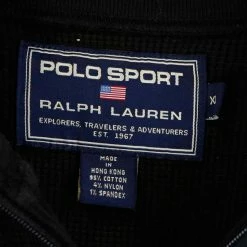 POLO SPORT
RALPH LAUREN
EXPLORERS, TRAVELERS & ADVENTURERS
EST. 1967
MADE
IN
HONG KONG
95% COTTON
4% NYLON
1% SPANDEX